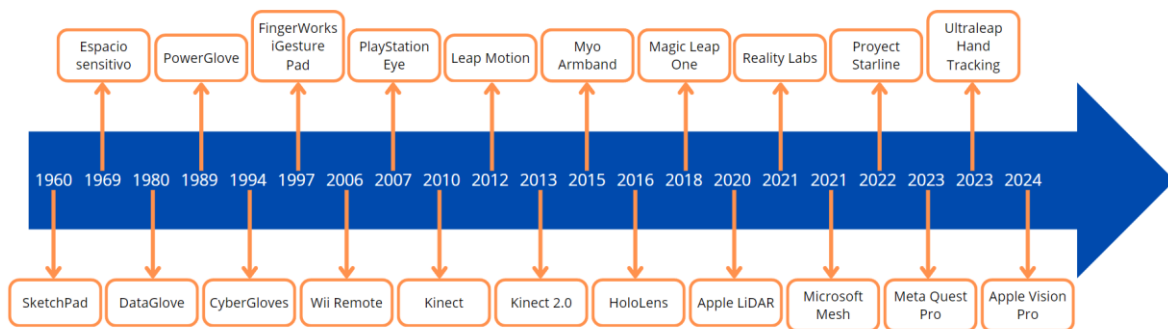 Espacio
sensitivo
PowerGlove
FingerWorks
iGesture
Pad
PlayStation
Eye
Leap Motion
Myo
Armband
Magic Leap
One
Reality Labs
Proyect
Starline
Ultraleap
Hand
Tracking
1960 1969 1980 1989 1994 1997 2006 2007 2010 2012 2013 2015 2016 2018 2020 2021 2021 2022 2023 2023 2024
SketchPad
DataGlove
CyberGloves
Wii Remote
Kinect
Kinect 2.0
HoloLens
Apple LiDAR
Microsoft
Mesh
Meta Quest
Pro
Apple Vision
Pro